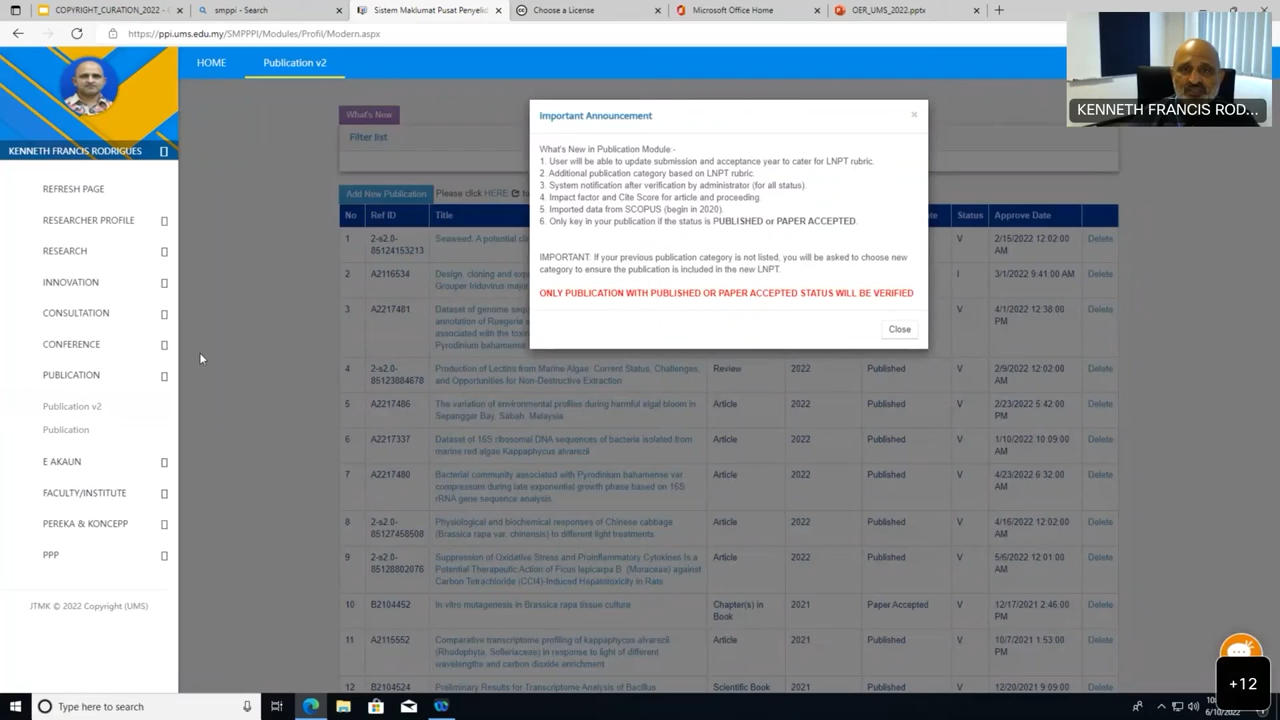 COPYRIGHT_CURATION_2022 -
smppi - Search
Sistem Maklumat Pusat Penyelid
Choose a License
Microsoft Office Home
OER_UMS_2022.pptx
https://ppi.ums.edu.my/SMPPPI/Modules/Profil/Modern.aspx
HOME
Publication v2
KENNETH FRANCIS ROD...
KENNETH FRANCIS RODRIGUES
REFRESH PAGE
RESEARCHER PROFILE
RESEARCH
INNOVATION
CONSULTATION
CONFERENCE
PUBLICATION
Publication v2
Publication
E AKAUN
FACULTY/INSTITUTE
PEREKA & KONCEPP
PPP
JTMK © 2022 Copyright (UMS)
What's New
Filter list
Add New Publication Please click HERE to
Important Announcement
What's New in Publication Module:-
1. User will be able to update submission and acceptance year to cater for LNPT rubric.
2. Additional publication category based on LNPT rubric.
3. System notification after verification by administrator (for all status).
4. Impact factor and Cite Score for article and proceeding.
5. Imported data from SCOPUS (begin in 2020).
6. Only key in your publication if the status is PUBLISHED or PAPER ACCEPTED.
IMPORTANT: If your previous publication category is not listed, you will be asked to choose new
category to ensure the publication is included in the new LNPT.
ONLY PUBLICATION WITH PUBLISHED OR PAPER ACCEPTED STATUS WILL BE VERIFIED
Close
No Ref ID Title Status Approve Date
1 2-s2.0- Seaweed. A potential V 2/15/2022 12:02:00 Delete
85124153213 AM
2 A2116534 Design, cloning and I 3/1/2022 9:41:00 AM Delete
Grouper Iridovirus
3 A2217481 Dataset of genome V 4/1/2022 12:38:00 Delete
annotation of Ruegeria PM
associated with the
Pyrodinium bahamense
4 2-s2.0- Production of Lectins from Marine Algae: Current Status, Challenges, Review 2022 Published V 2/9/2022 12:02:00 Delete
85123884678 and Opportunities for Non-Destructive Extraction AM
5 A2217486 The variation of environmental profiles during harmful algal bloom in Article 2022 Published V 2/23/2022 5:42:00 Delete
Sepanggar Bay, Sabah, Malaysia PM
6 A2217337 Dataset of 16S ribosomal DNA sequences of bacteria isolated from Article 2022 Published V 1/10/2022 10:09:00 Delete
marine red algae Kappaphycus alvarezii AM
7 A2217480 Bacterial community associated with Pyrodinium bahamense var Article 2022 Published V 4/23/2022 6:32:00 Delete
compressum during late exponential growth phase based on 16S AM
rRNA gene sequence analysis
8 2-s2.0- Physiological and biochemical responses of Chinese cabbage Article 2022 Published V 4/16/2022 12:02:00 Delete
85127458508 (Brassica rapa var. chinensis) to different light treatments AM
9 2-s2.0- Suppression of Oxidative Stress and Proinflammatory Cytokines Is a Article 2022 Published V 5/6/2022 12:01:00 Delete
85128802076 Potential Therapeutic Action of Ficus lepicarpa B. (Moraceae) against AM
Carbon Tetrachloride (CCl4)-Induced Hepatotoxicity in Rats
10 B2104452 In vitro mutagenesis in Brassica rapa tissue culture Chapter(s) in 2021 Paper Accepted V 12/17/2021 2:46:00 Delete
Book PM
11 A2115552 Comparative transcriptome profiling of kappaphycus alvarezii Article 2021 Published V 10/7/2021 1:53:00 Delete
(Rhodophyta, Solieriaceae) in response to light of different PM
wavelengths and carbon dioxide enrichment
12 B2104524 Preliminary Results for Transcriptome Analysis of Bacillus Scientific Book 2021 Published V 12/20/2021 9:09:00 Delete
+12
Type here to search
6/10/2022